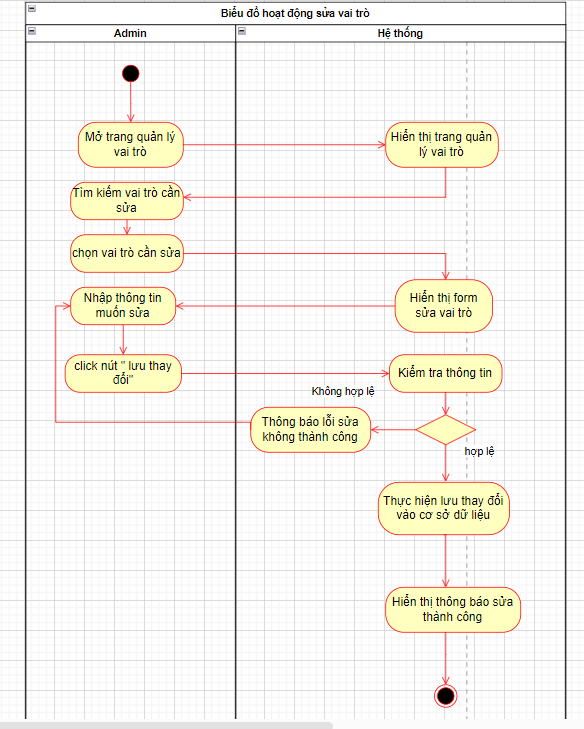 Biểu đồ hoạt động sửa vai trò
Admin
Hệ thống
Mở trang quản lý
vai trò
Hiển thị trang quản
lý vai trò
Tìm kiếm vai trò cần
sửa
chọn vai trò cần sửa
Nhập thông tin
muốn sửa
Hiển thị form
sửa vai trò
click nút " lưu thay
đổi"
Kiểm tra thông tin
Không hợp lệ
Thông báo lỗi sửa
không thành công
hợp lệ
Thực hiện lưu thay đổi
vào cơ sở dữ liệu
Hiển thị thông báo sửa
thành công